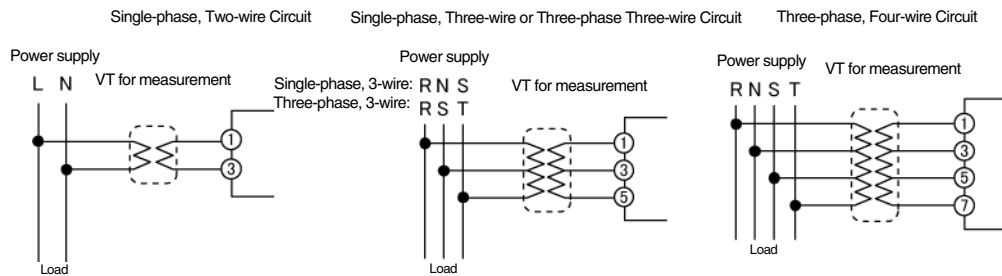 Single-phase, Two-wire Circuit
Power supply
L N
VT for measurement
1
3
Load
Single-phase, Three-wire or Three-phase Three-wire Circuit
Power supply
Single-phase, 3-wire: R N S
Three-phase, 3-wire: R S T
VT for measurement
1
3
5
Load
Three-phase, Four-wire Circuit
Power supply
R N S T
VT for measurement
1
3
5
7
Load